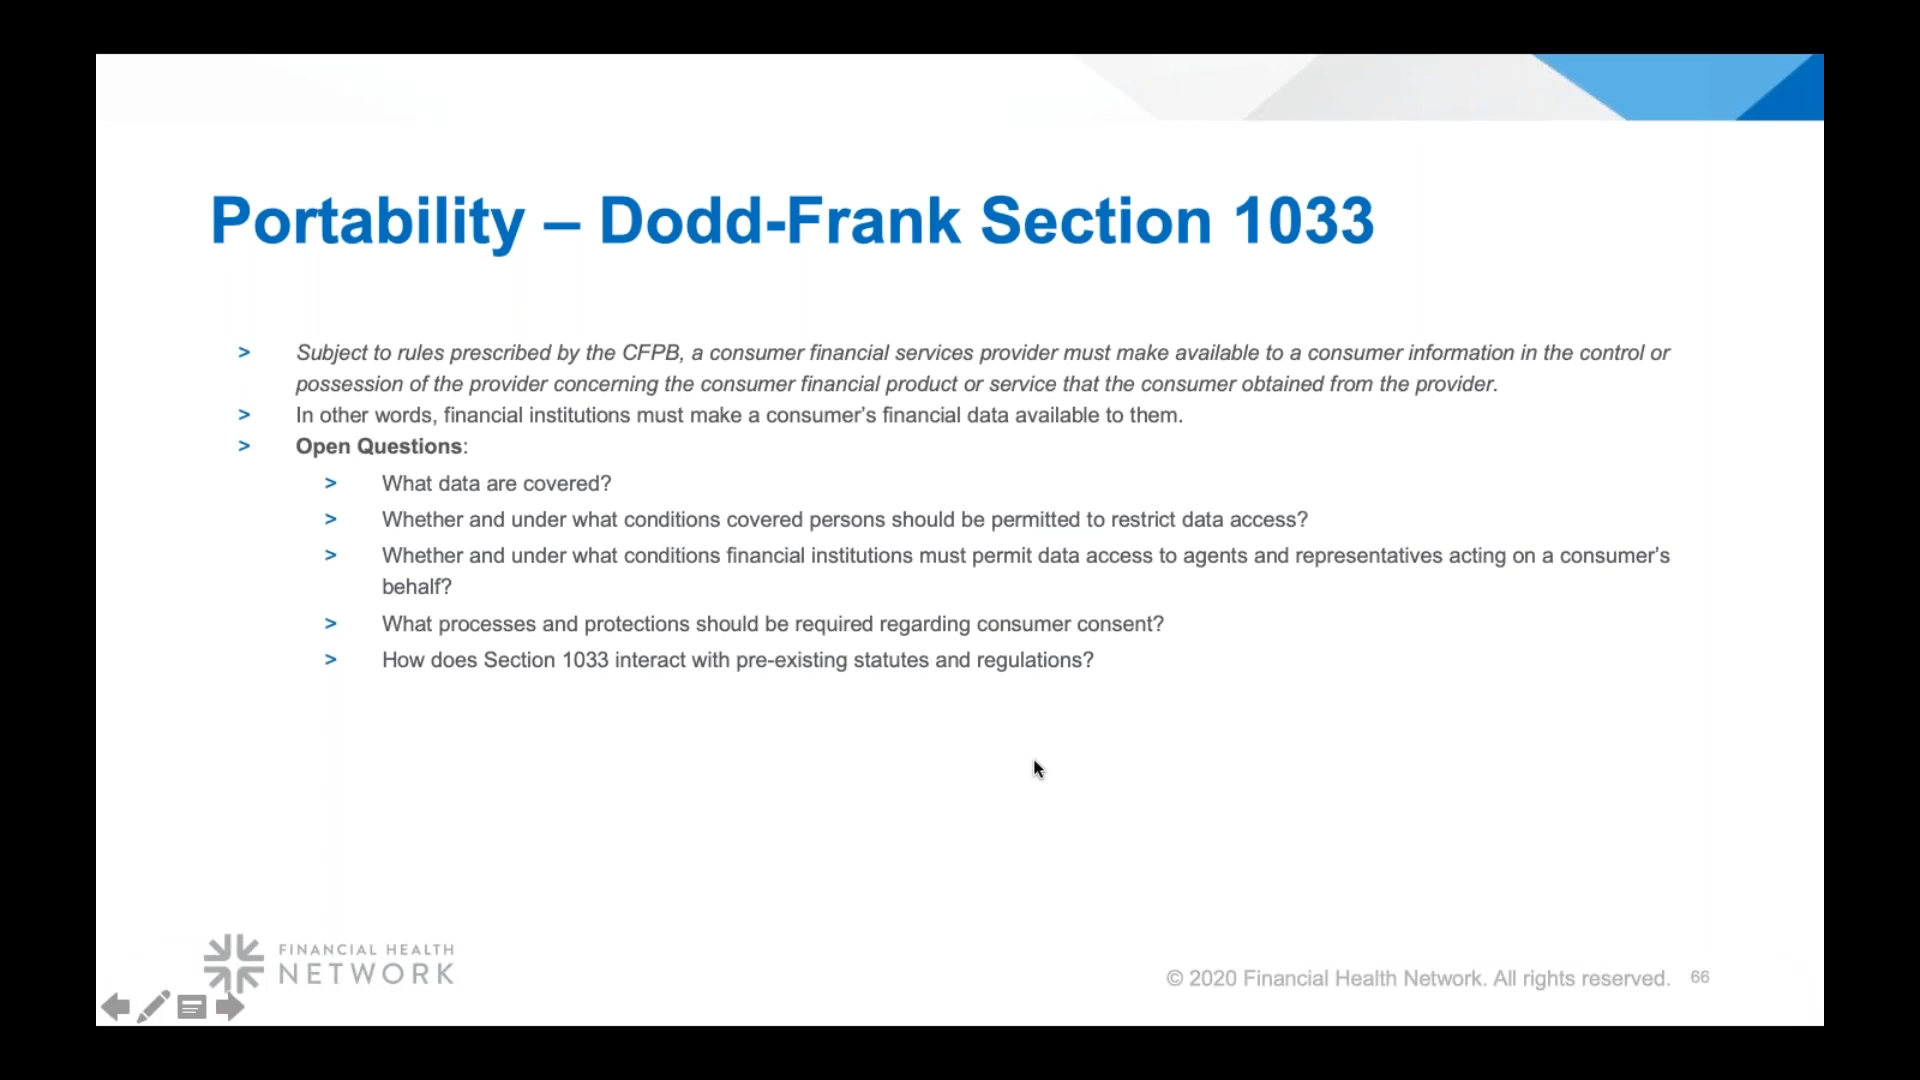 Portability – Dodd-Frank Section 1033
> Subject to rules prescribed by the CFPB, a consumer financial services provider must make available to a consumer information in the control or
possession of the provider concerning the consumer financial product or service that the consumer obtained from the provider.
> In other words, financial institutions must make a consumer’s financial data available to them.
> Open Questions:
> What data are covered?
> Whether and under what conditions covered persons should be permitted to restrict data access?
> Whether and under what conditions financial institutions must permit data access to agents and representatives acting on a consumer’s
behalf?
> What processes and protections should be required regarding consumer consent?
> How does Section 1033 interact with pre-existing statutes and regulations?
FINANCIAL HEALTH
NETWORK
© 2020 Financial Health Network. All rights reserved. 66